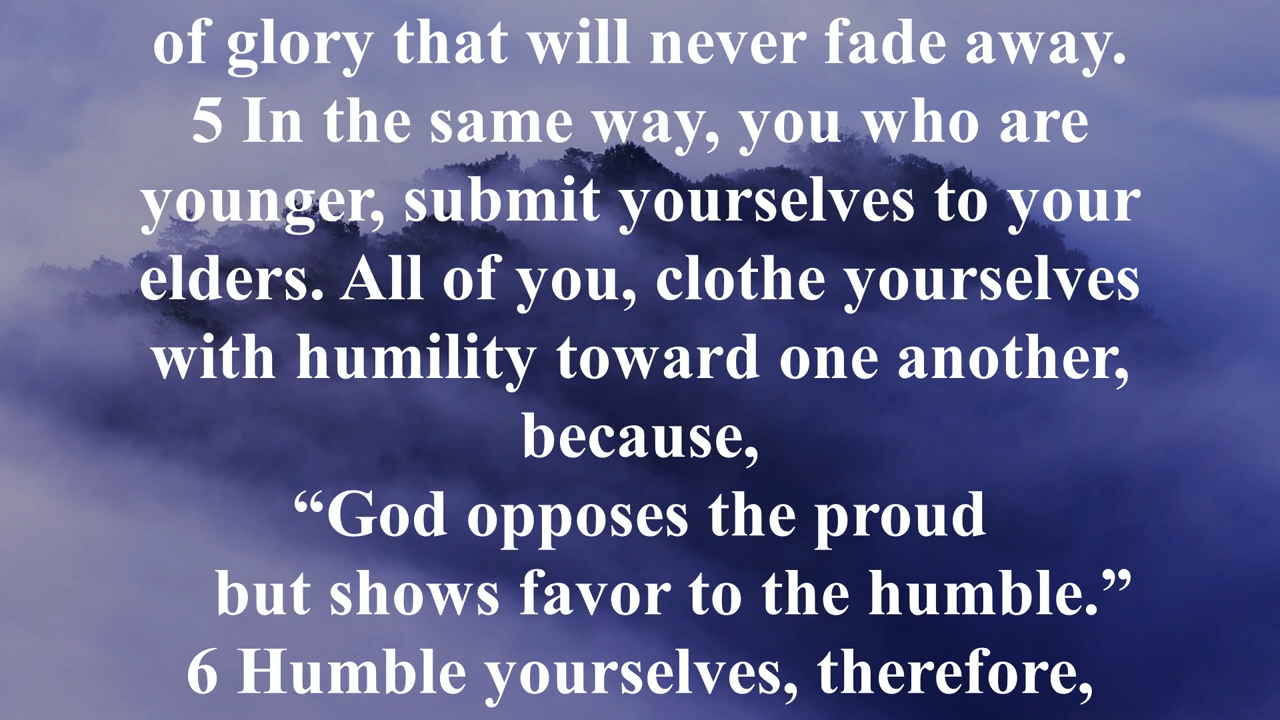 of glory that will never fade away.
5 In the same way, you who are
younger, submit yourselves to your
elders. All of you, clothe yourselves
with humility toward one another,
because,
“God opposes the proud
but shows favor to the humble.”
6 Humble yourselves, therefore,